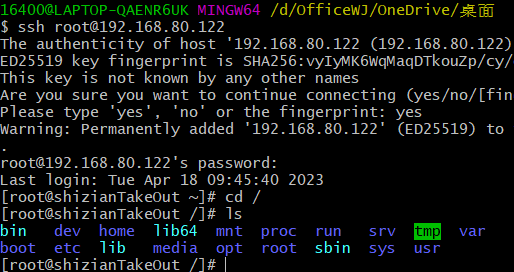 16400@LAPTOP-QAENR6UK MINGW64 /d/OfficeWJ/OneDrive/桌面
$ ssh root@192.168.80.122
The authenticity of host '192.168.80.122 (192.168.80.122)
ED25519 key fingerprint is SHA256:vyIyMK6WqMaqDTkouZp/cy/
This key is not known by any other names
Are you sure you want to continue connecting (yes/no/[fin
Please type 'yes', 'no' or the fingerprint: yes
Warning: Permanently added '192.168.80.122' (ED25519) to
.
root@192.168.80.122's password:
Last login: Tue Apr 18 09:45:40 2023
[root@shizianTakeOut ~]# cd /
[root@shizianTakeOut /]# ls
bin dev home lib64 mnt proc run srv tmp var
boot etc lib media opt root sbin sys usr
[root@shizianTakeOut /]#